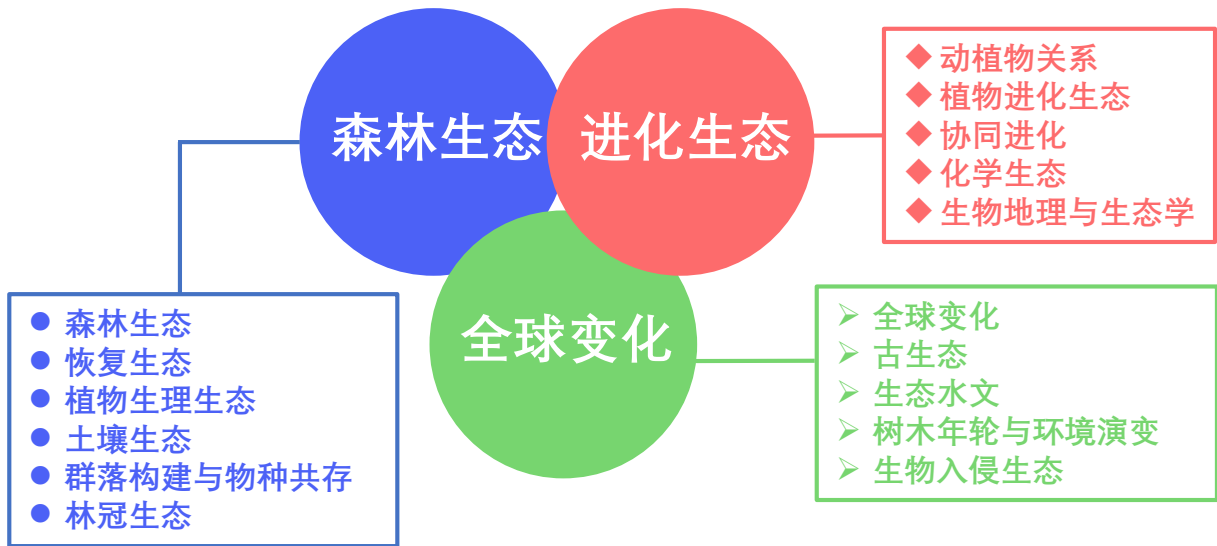 森林生态
进化生态
全球变化
动植物关系
植物进化生态
协同进化
化学生态
生物地理与生态学
森林生态
恢复生态
植物生理生态
土壤生态
群落构建与物种共存
林冠生态
全球变化
古生态
生态水文
树木年轮与环境演变
生物入侵生态